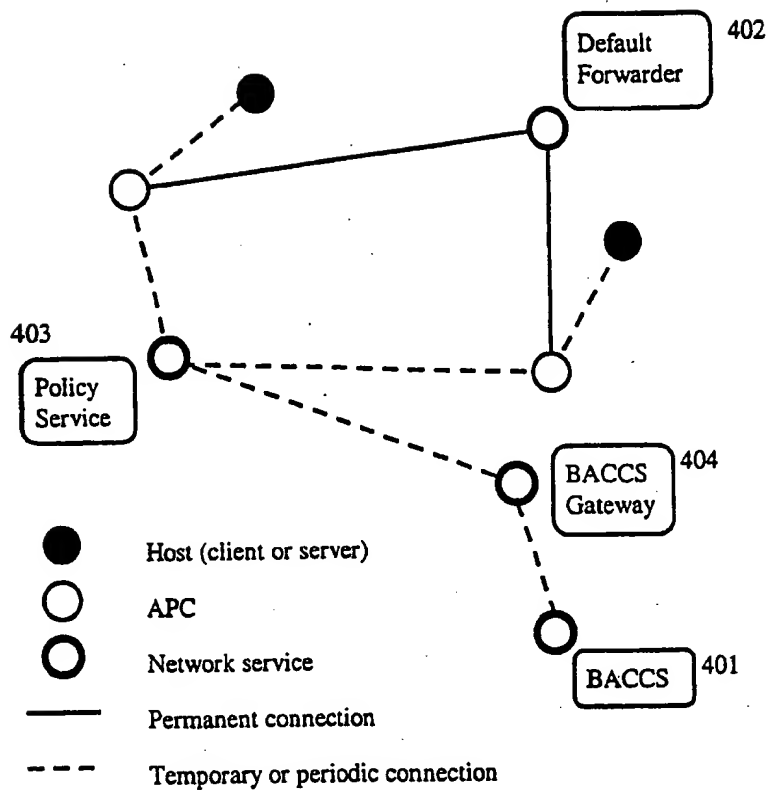 Default
Forwarder
402
403
Policy
Service
BACCS
Gateway
404
BACCS
401
Host (client or server)
APC
Network service
Permanent connection
Temporary or periodic connection